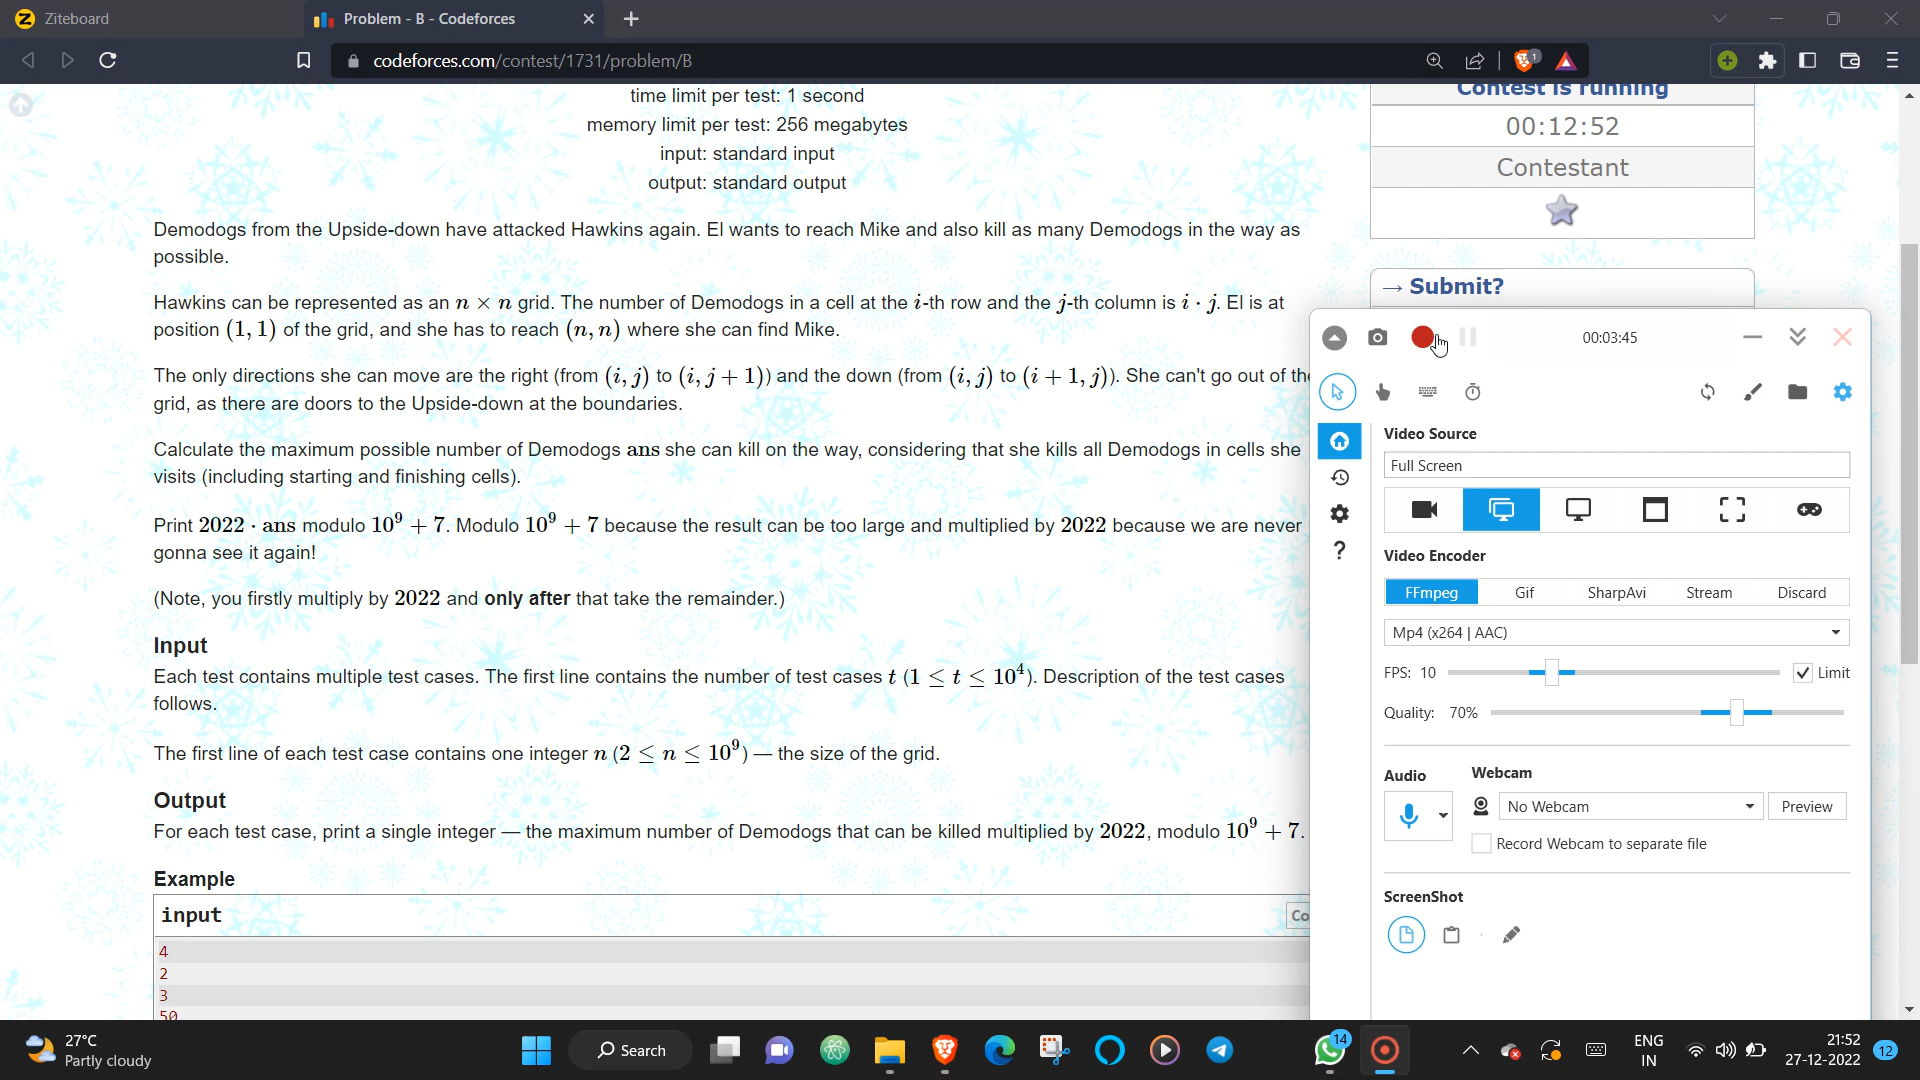 Ziteboard
Problem - B - Codeforces
codeforces.com/contest/1731/problem/B
1
time limit per test: 1 second
memory limit per test: 256 megabytes
input: standard input
output: standard output
Demodogs from the Upside-down have attacked Hawkins again. El wants to reach Mike and also kill as many Demodogs in the way as
possible.
Hawkins can be represented as an n × n grid. The number of Demodogs in a cell at the i-th row and the j-th column is i · j. El is at
position (1, 1) of the grid, and she has to reach (n, n) where she can find Mike.
The only directions she can move are the right (from (i, j) to (i, j + 1)) and the down (from (i, j) to (i + 1, j)). She can't go out of the
grid, as there are doors to the Upside-down at the boundaries.
Calculate the maximum possible number of Demodogs ans she can kill on the way, considering that she kills all Demodogs in cells she
visits (including starting and finishing cells).
Print 2022 · ans modulo 10⁹ + 7. Modulo 10⁹ + 7 because the result can be too large and multiplied by 2022 because we are never
gonna see it again!
(Note, you firstly multiply by 2022 and only after that take the remainder.)
Input
Each test contains multiple test cases. The first line contains the number of test cases t (1 ≤ t ≤ 10⁴). Description of the test cases
follows.
The first line of each test case contains one integer n (2 ≤ n ≤ 10⁹) — the size of the grid.
Output
For each test case, print a single integer — the maximum number of Demodogs that can be killed multiplied by 2022, modulo 10⁹ + 7.
Example
input
Co
4
2
3
50
Contest is running
00:12:52
Contestant
→ Submit?
00:03:45
Video Source
Full Screen
Video Encoder
FFmpeg Gif SharpAvi Stream Discard
Mp4 (x264 | AAC)
FPS: 10 Limit
Quality: 70%
Audio
Webcam
No Webcam
Preview
Record Webcam to separate file
ScreenShot
27°C
Partly cloudy
Search
14
ENG
IN
21:52
27-12-2022
12